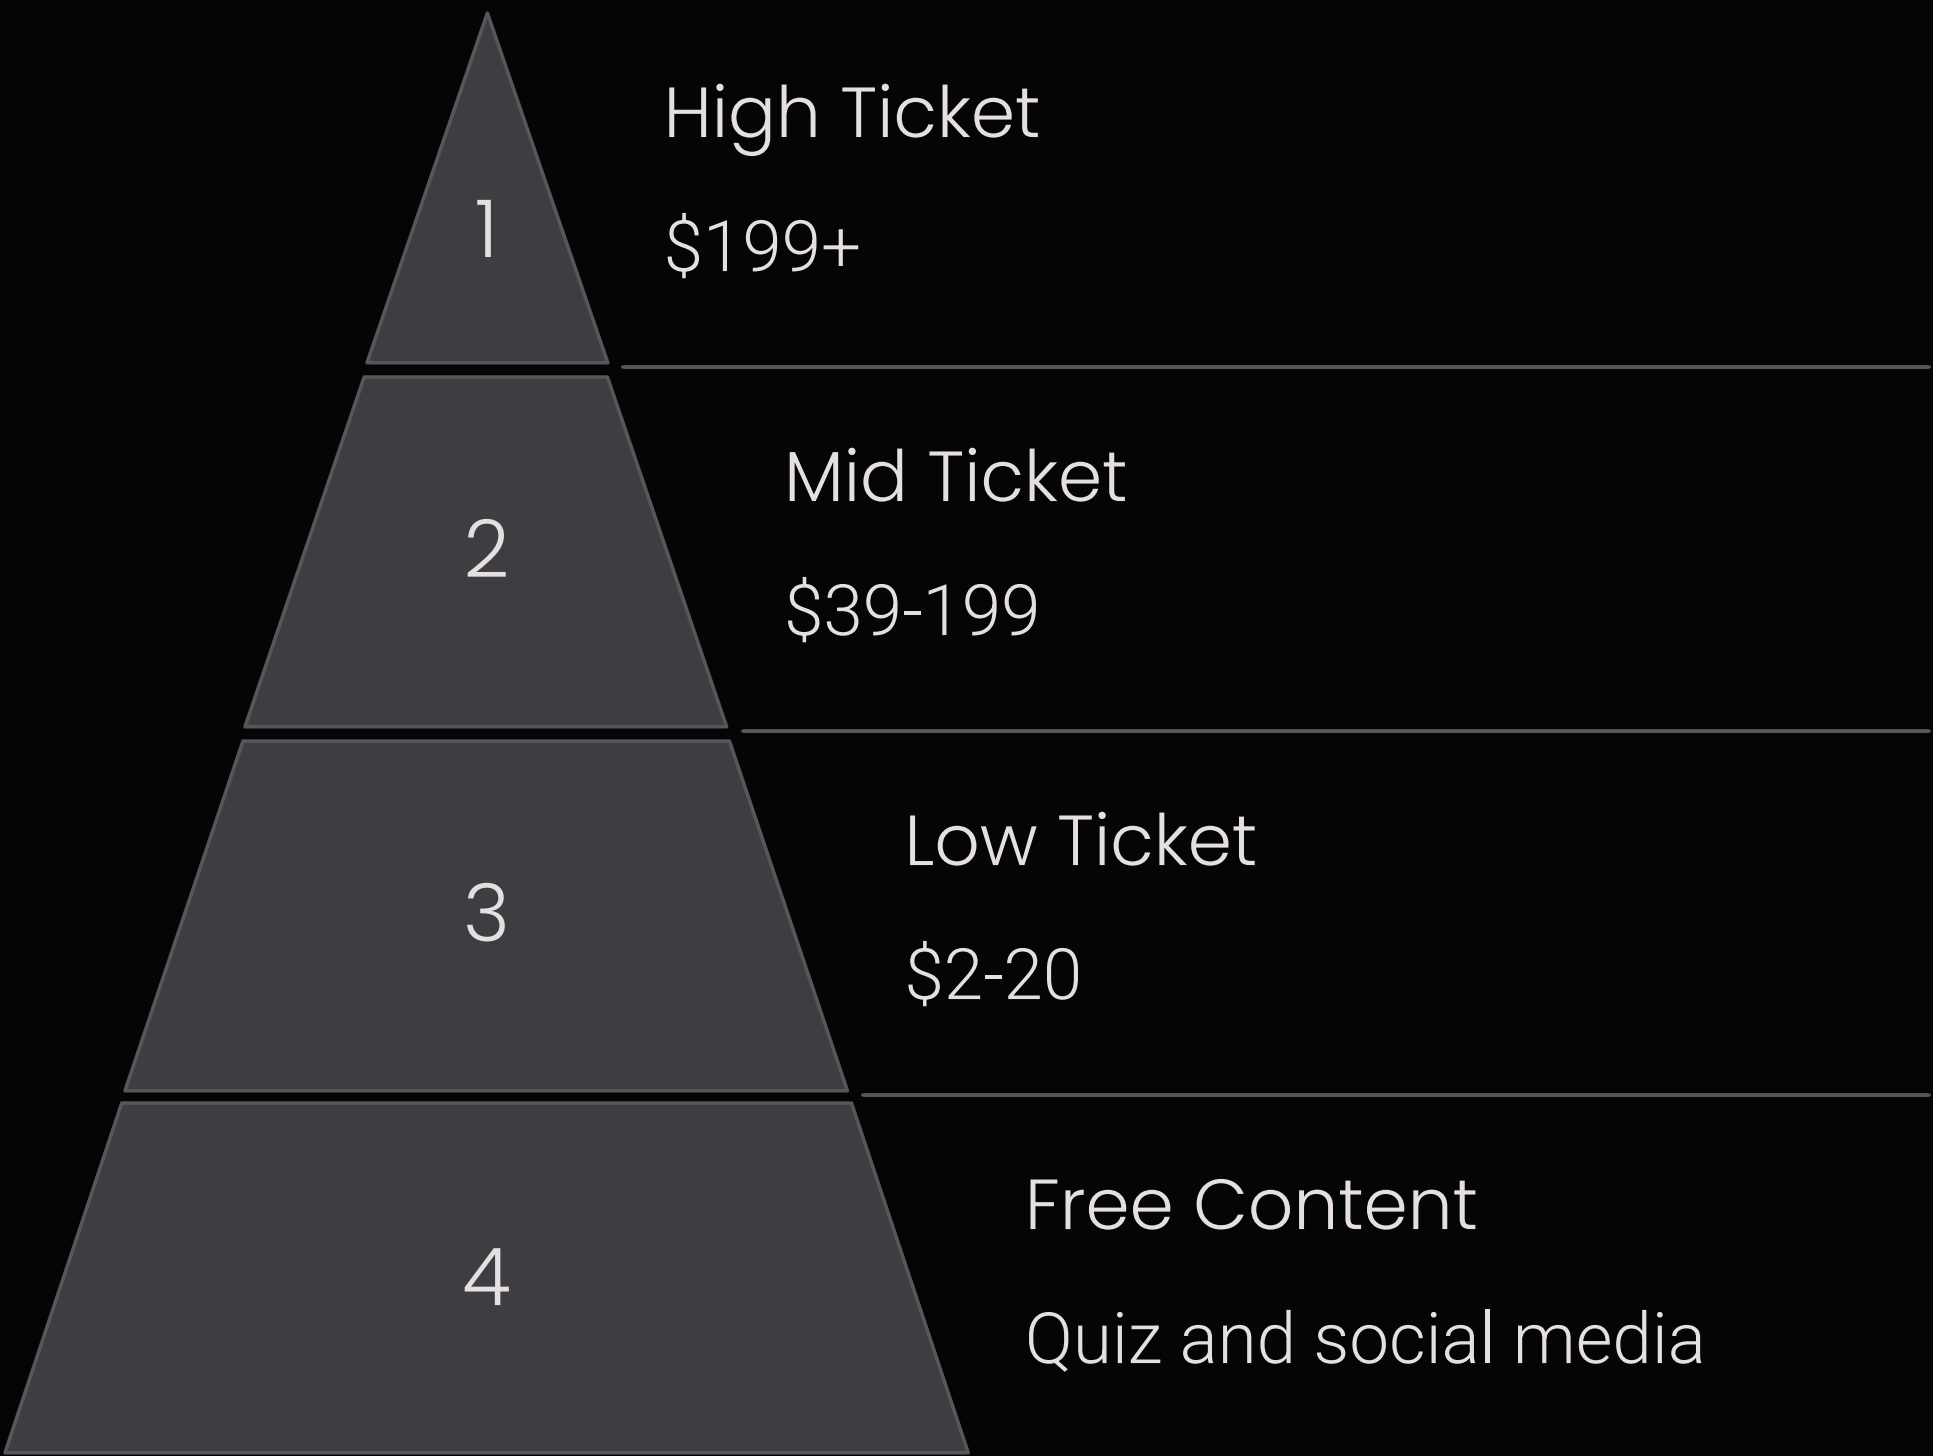 1
High Ticket
$199+
2
Mid Ticket
$39-199
3
Low Ticket
$2-20
4
Free Content
Quiz and social media